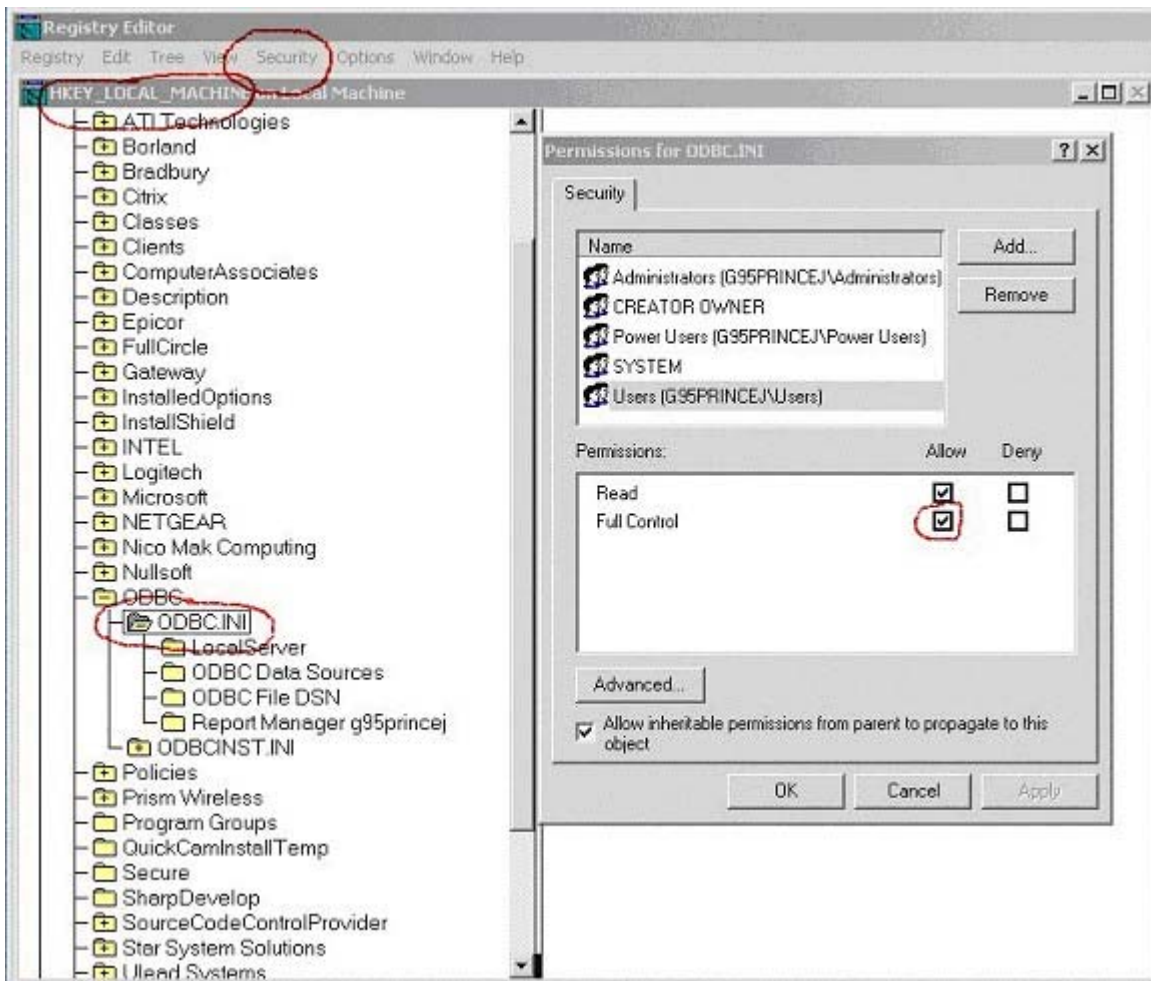 Registry Editor
Registry Edit Tree View Security Options Window Help
HKEY_LOCAL_MACHINE on Local Machine
ATI Technologies
Borland
Bradbury
Citrix
Classes
Clients
ComputerAssociates
Description
Epicor
FullCircle
Gateway
InstalledOptions
InstallShield
INTEL
Logitech
Microsoft
NETGEAR
Nico Mak Computing
Nullsoft
ODBC
ODBC.INI
LocalServer
ODBC Data Sources
ODBC File DSN
Report Manager g95princej
ODBCINST.INI
Policies
Prism Wireless
Program Groups
QuickCamInstallTemp
Secure
SharpDevelop
SourceCodeControlProvider
Star System Solutions
Ulead Systems
Permissions for ODBC.INI
Security
Name
Add...
Administrators (G95PRINCEJ\Administrators)
Remove
CREATOR OWNER
Power Users (G95PRINCEJ\Power Users)
SYSTEM
Users (G95PRINCEJ\Users)
Permissions: Allow Deny
Read
Full Control
Advanced...
Allow inheritable permissions from parent to propagate to this
object
OK Cancel Apply